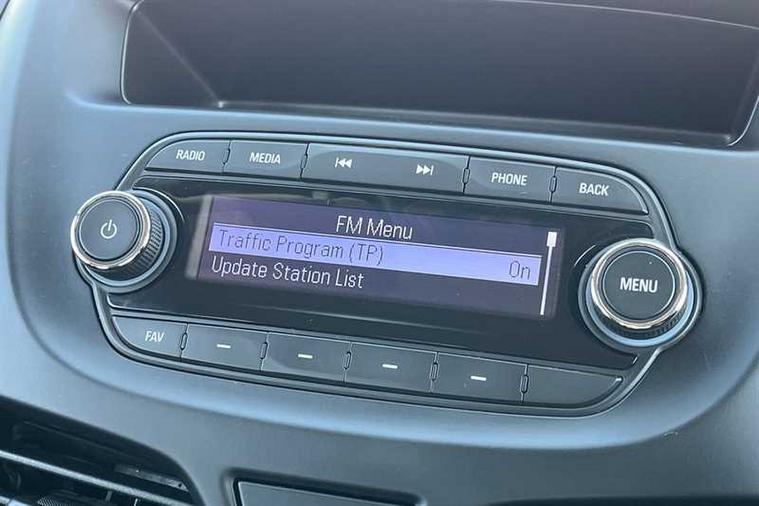 RADIO MEDIA PHONE BACK
FM Menu
Traffic Program (TP) On
Update Station List
MENU
FAV